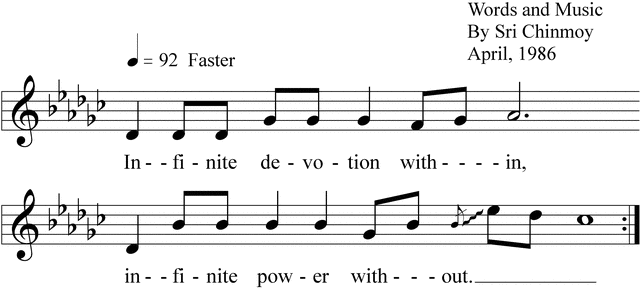 Words and Music
By Sri Chinmoy
April, 1986
= 92 Faster
In - - fi - nite de - vo - tion with - - - - in,
in - - fi - nite pow - er with - - - out.